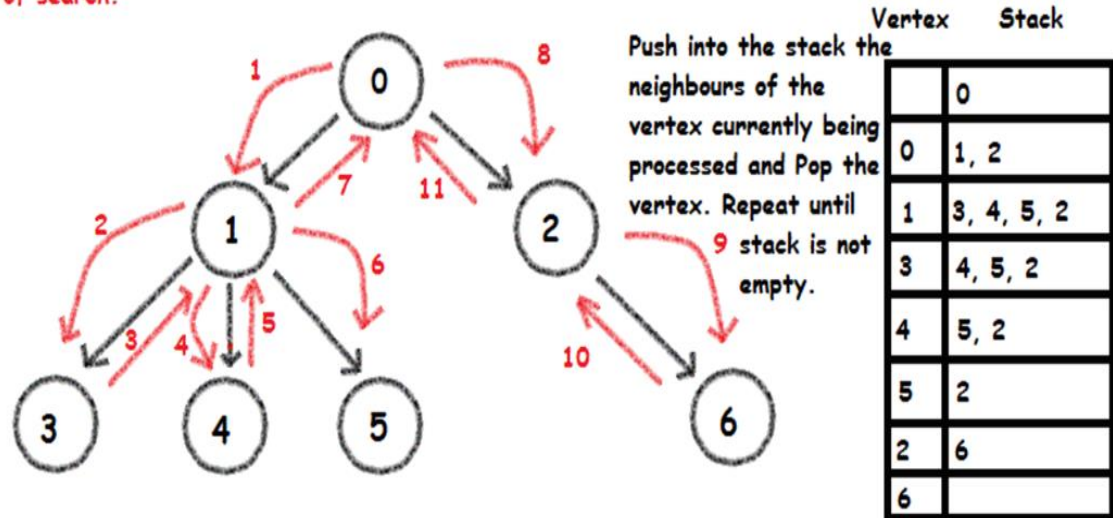 of search.
Vertex Stack
Push into the stack the
neighbours of the
vertex currently being
processed and Pop the
vertex. Repeat until
stack is not
empty.
0
0 1, 2
1 3, 4, 5, 2
3 4, 5, 2
4 5, 2
5 2
2 6
6
1
0
8
7
11
2
1
2
6
9
3
4
5
10
3
4
5
6